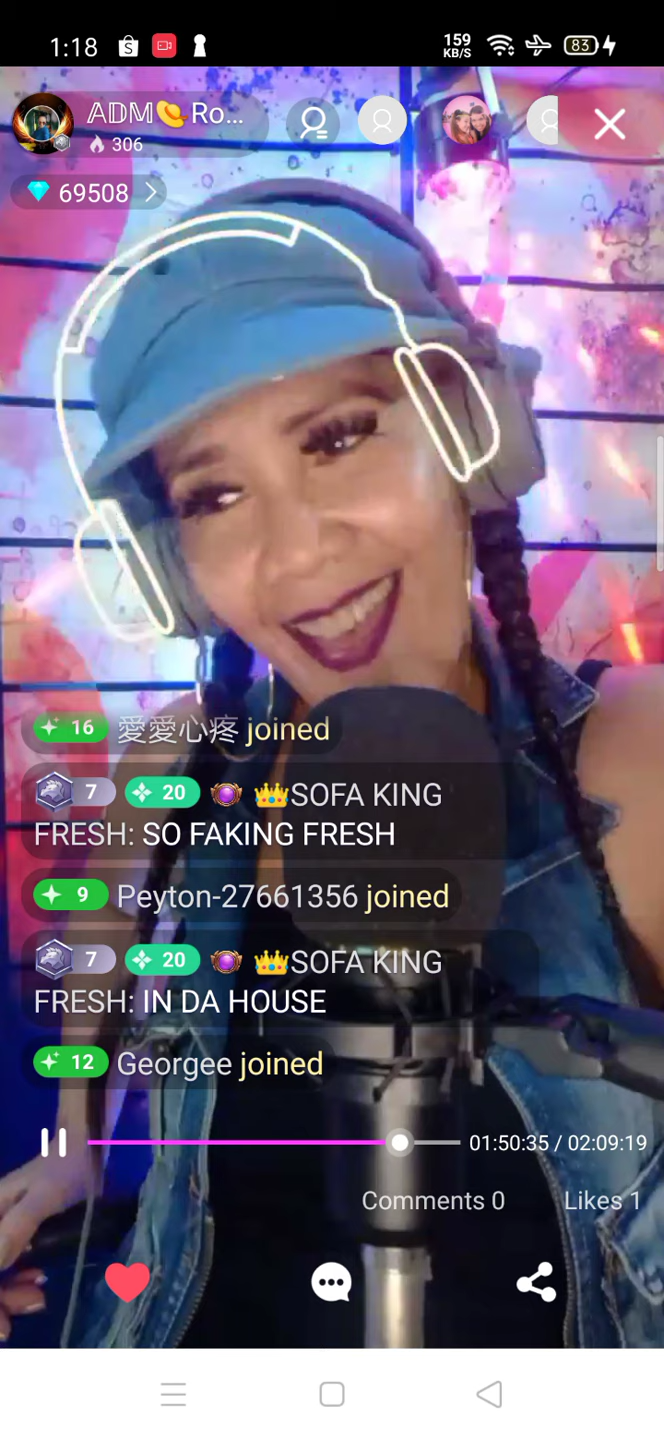 1:18
159
KB/S
83
𝔸𝔻𝕄👒Ro...
306
69508
16 愛愛心疼 joined
7 20 👑SOFA KING
FRESH: SO FAKING FRESH
9 Peyton-27661356 joined
7 20 👑SOFA KING
FRESH: IN DA HOUSE
12 Georgee joined
01:50:35 / 02:09:19
Comments 0 Likes 1